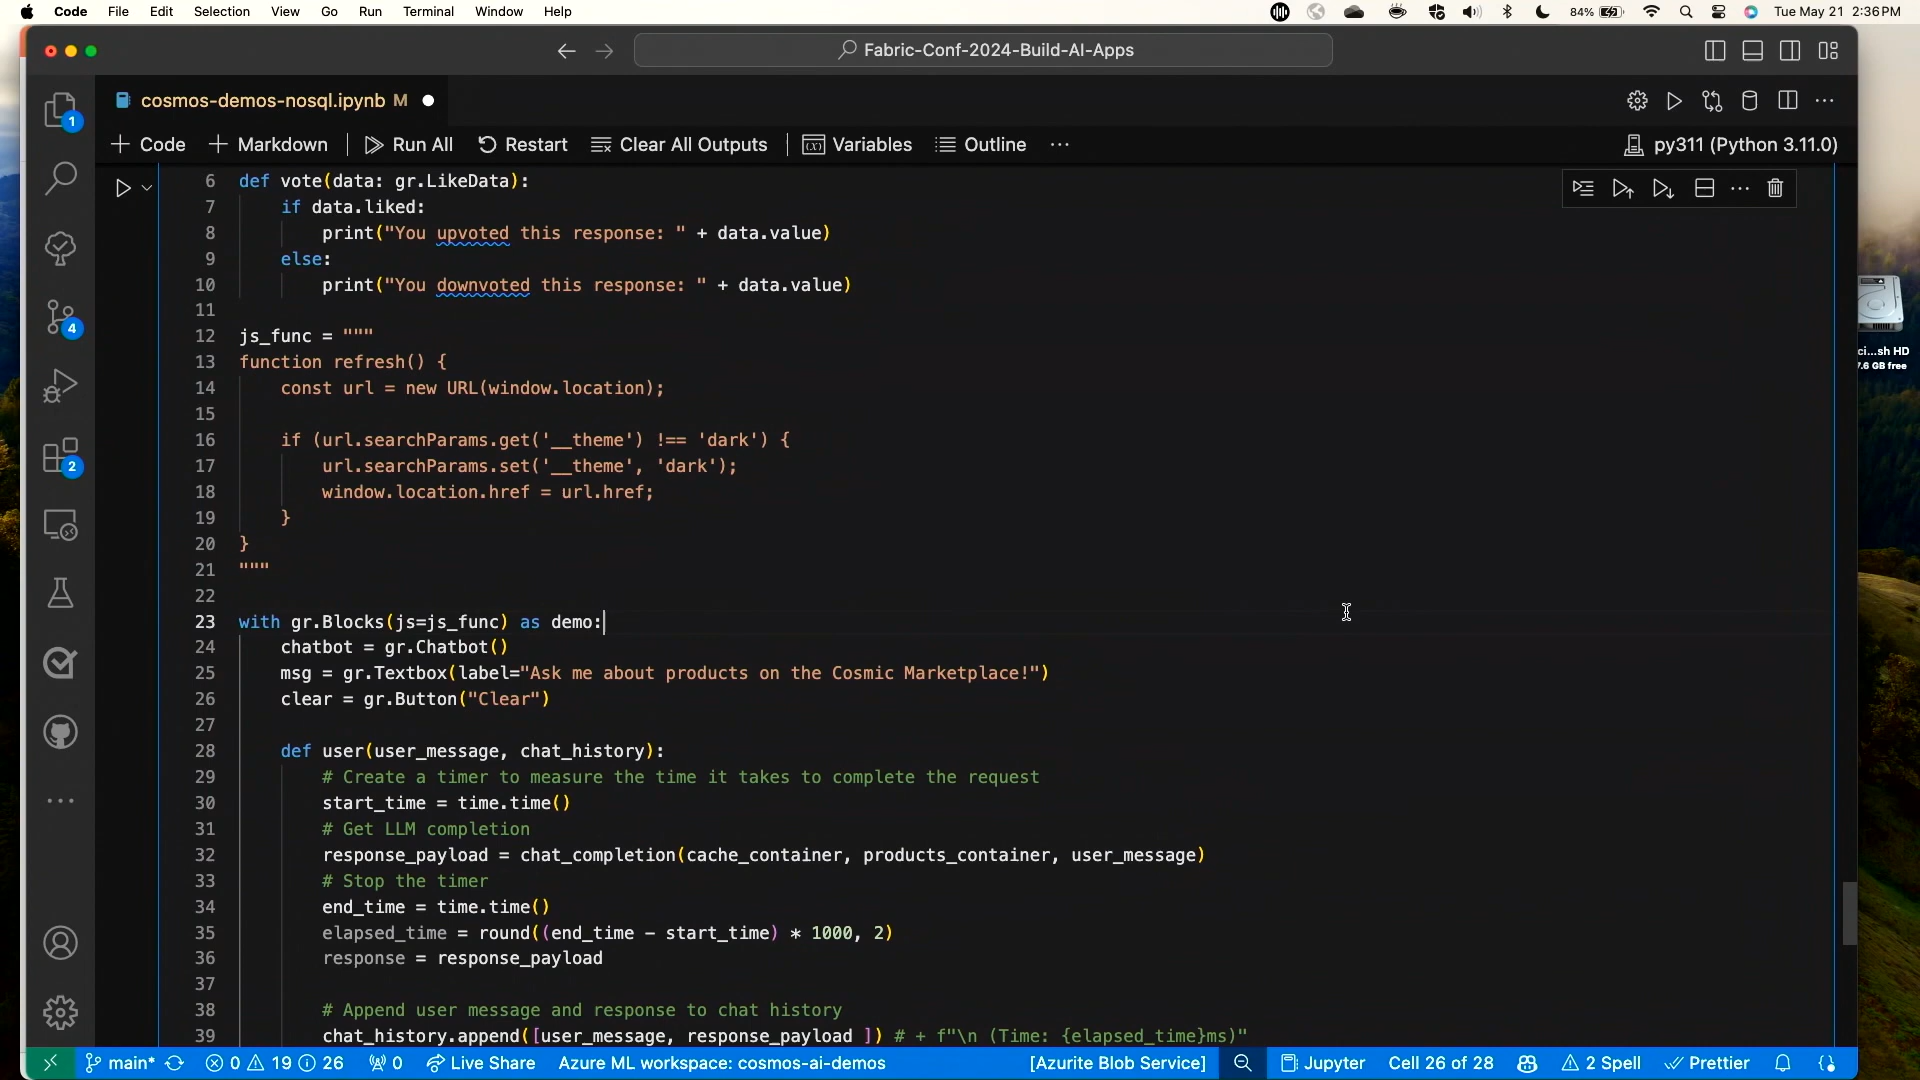 Code File Edit Selection View Go Run Terminal Window Help 84% Tue May 21 2:36 PM
Fabric-Conf-2024-Build-AI-Apps
cosmos-demos-nosql.ipynb M
+ Code + Markdown Run All Restart Clear All Outputs Variables Outline ... py311 (Python 3.11.0)
6 def vote(data: gr.LikeData):
7 if data.liked:
8 print("You upvoted this response: " + data.value)
9 else:
10 print("You downvoted this response: " + data.value)
11
12 js_func = """
13 function refresh() {
14 const url = new URL(window.location);
15
16 if (url.searchParams.get('__theme') !== 'dark') {
17 url.searchParams.set('__theme', 'dark');
18 window.location.href = url.href;
19 }
20 }
21 """
22
23 with gr.Blocks(js=js_func) as demo:
24 chatbot = gr.Chatbot()
25 msg = gr.Textbox(label="Ask me about products on the Cosmic Marketplace!")
26 clear = gr.Button("Clear")
27
28 def user(user_message, chat_history):
29 # Create a timer to measure the time it takes to complete the request
30 start_time = time.time()
31 # Get LLM completion
32 response_payload = chat_completion(cache_container, products_container, user_message)
33 # Stop the timer
34 end_time = time.time()
35 elapsed_time = round((end_time - start_time) * 1000, 2)
36 response = response_payload
37
38 # Append user message and response to chat history
39 chat_history.append([user_message, response_payload ]) # + f"\n (Time: {elapsed_time}ms)"
1
4
2
ci...sh HD
7.6 GB free
main* 0 19 26 0 Live Share Azure ML workspace: cosmos-ai-demos [Azurite Blob Service] Jupyter Cell 26 of 28 2 Spell Prettier {}